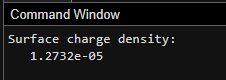 Command Window
Surface charge density:
1.2732e-05